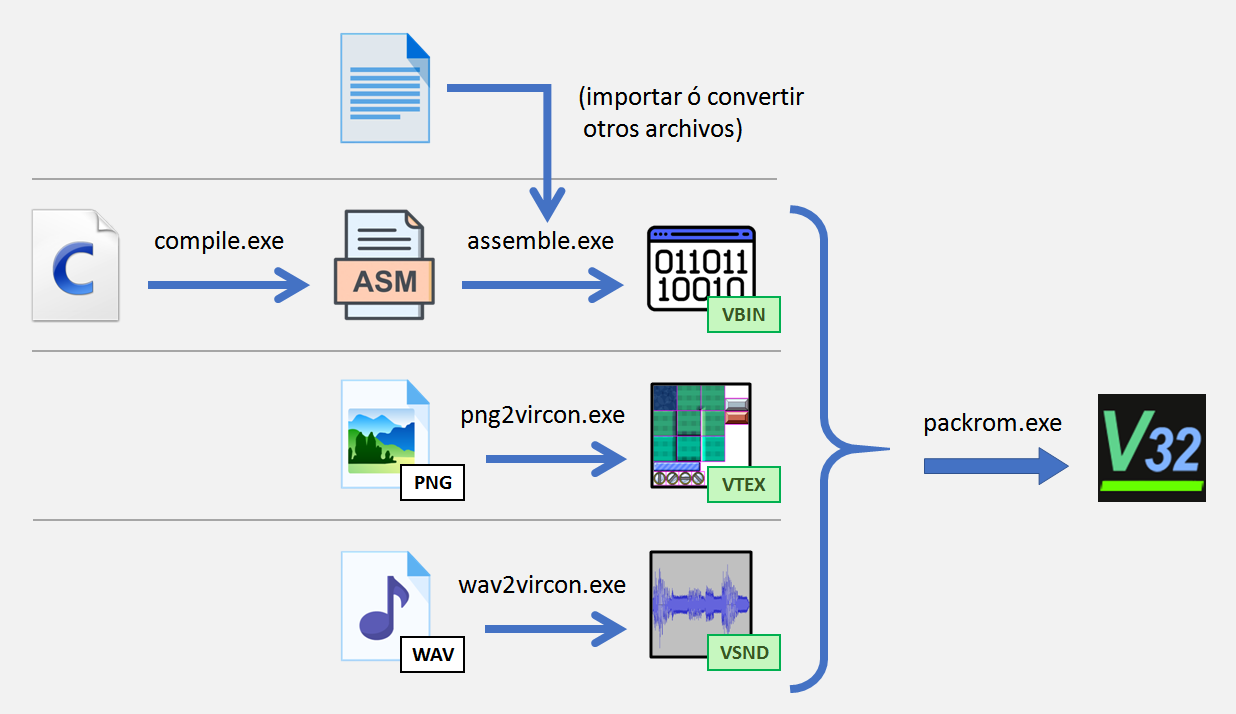 (importar ó convertir
otros archivos)
C
compile.exe
ASM
assemble.exe
011011
10010
VBIN
PNG
png2vircon.exe
VTEX
packrom.exe
V32
WAV
wav2vircon.exe
VSND